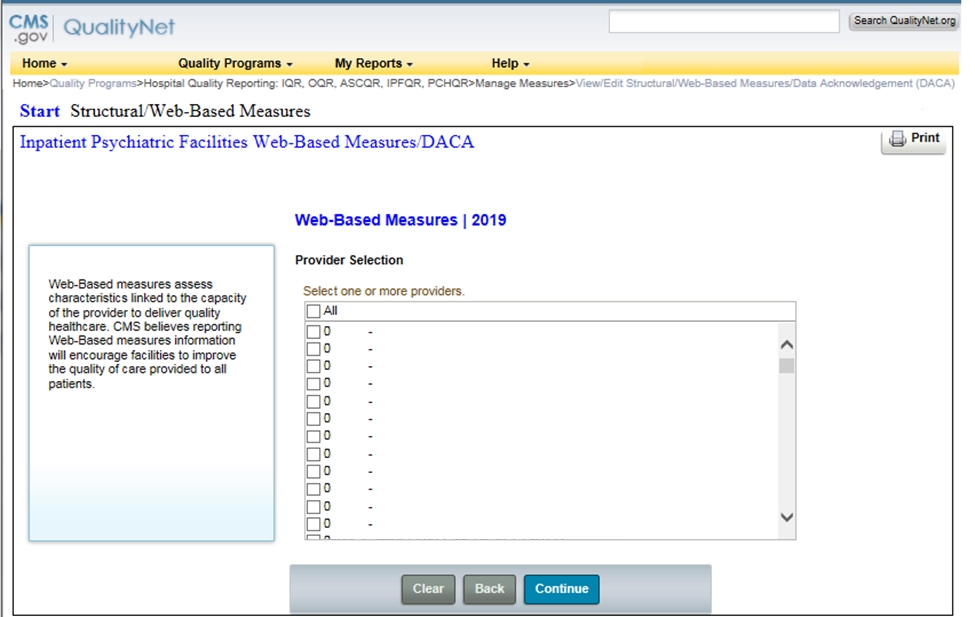 CMS
.gov
QualityNet
Search QualityNet.org
Home
Quality Programs
My Reports
Help
Home>Quality Programs>Hospital Quality Reporting: IQR, OQR, ASCQR, IPFQR, PCHQR>Manage Measures>View/Edit Structural/Web-Based Measures/Data Acknowledgement (DACA)
Start Structural/Web-Based Measures
Inpatient Psychiatric Facilities Web-Based Measures/DACA
Print
Web-Based Measures | 2019
Web-Based measures assess
characteristics linked to the capacity
of the provider to deliver quality
healthcare. CMS believes reporting
Web-Based measures information
will encourage facilities to improve
the quality of care provided to all
patients.
Provider Selection
Select one or more providers.
All
0 -
0 -
0 -
0 -
0 -
0 -
0 -
0 -
0 -
0 -
0 -
0 -
Clear
Back
Continue